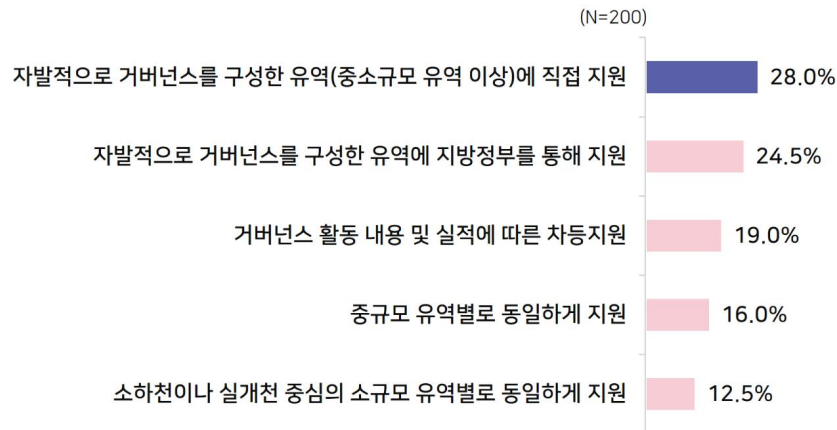 (N=200)
자발적으로 거버넌스를 구성한 유역(중소규모 유역 이상)에 직접 지원 28.0%
자발적으로 거버넌스를 구성한 유역에 지방정부를 통해 지원 24.5%
거버넌스 활동 내용 및 실적에 따른 차등지원 19.0%
중규모 유역별로 동일하게 지원 16.0%
소하천이나 실개천 중심의 소규모 유역별로 동일하게 지원 12.5%